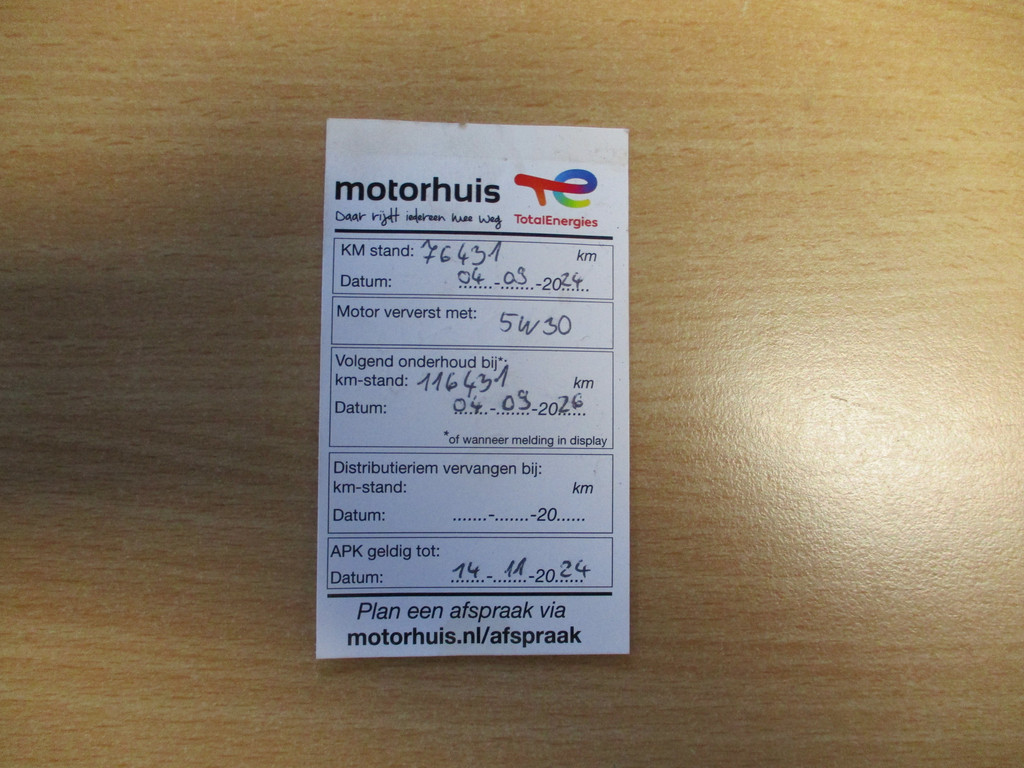 motorhuis
Daar rijdt iedereen mee weg
TotalEnergies
KM stand: 76431 km
Datum: 04-09-2024
Motor ververst met: 5W30
Volgend onderhoud bij*:
km-stand: 116431 km
Datum: 04-09-2026
*of wanneer melding in display
Distributieriem vervangen bij:
km-stand: km
Datum: .......-.......-20......
APK geldig tot:
Datum: 14-11-2024
Plan een afspraak via
motorhuis.nl/afspraak